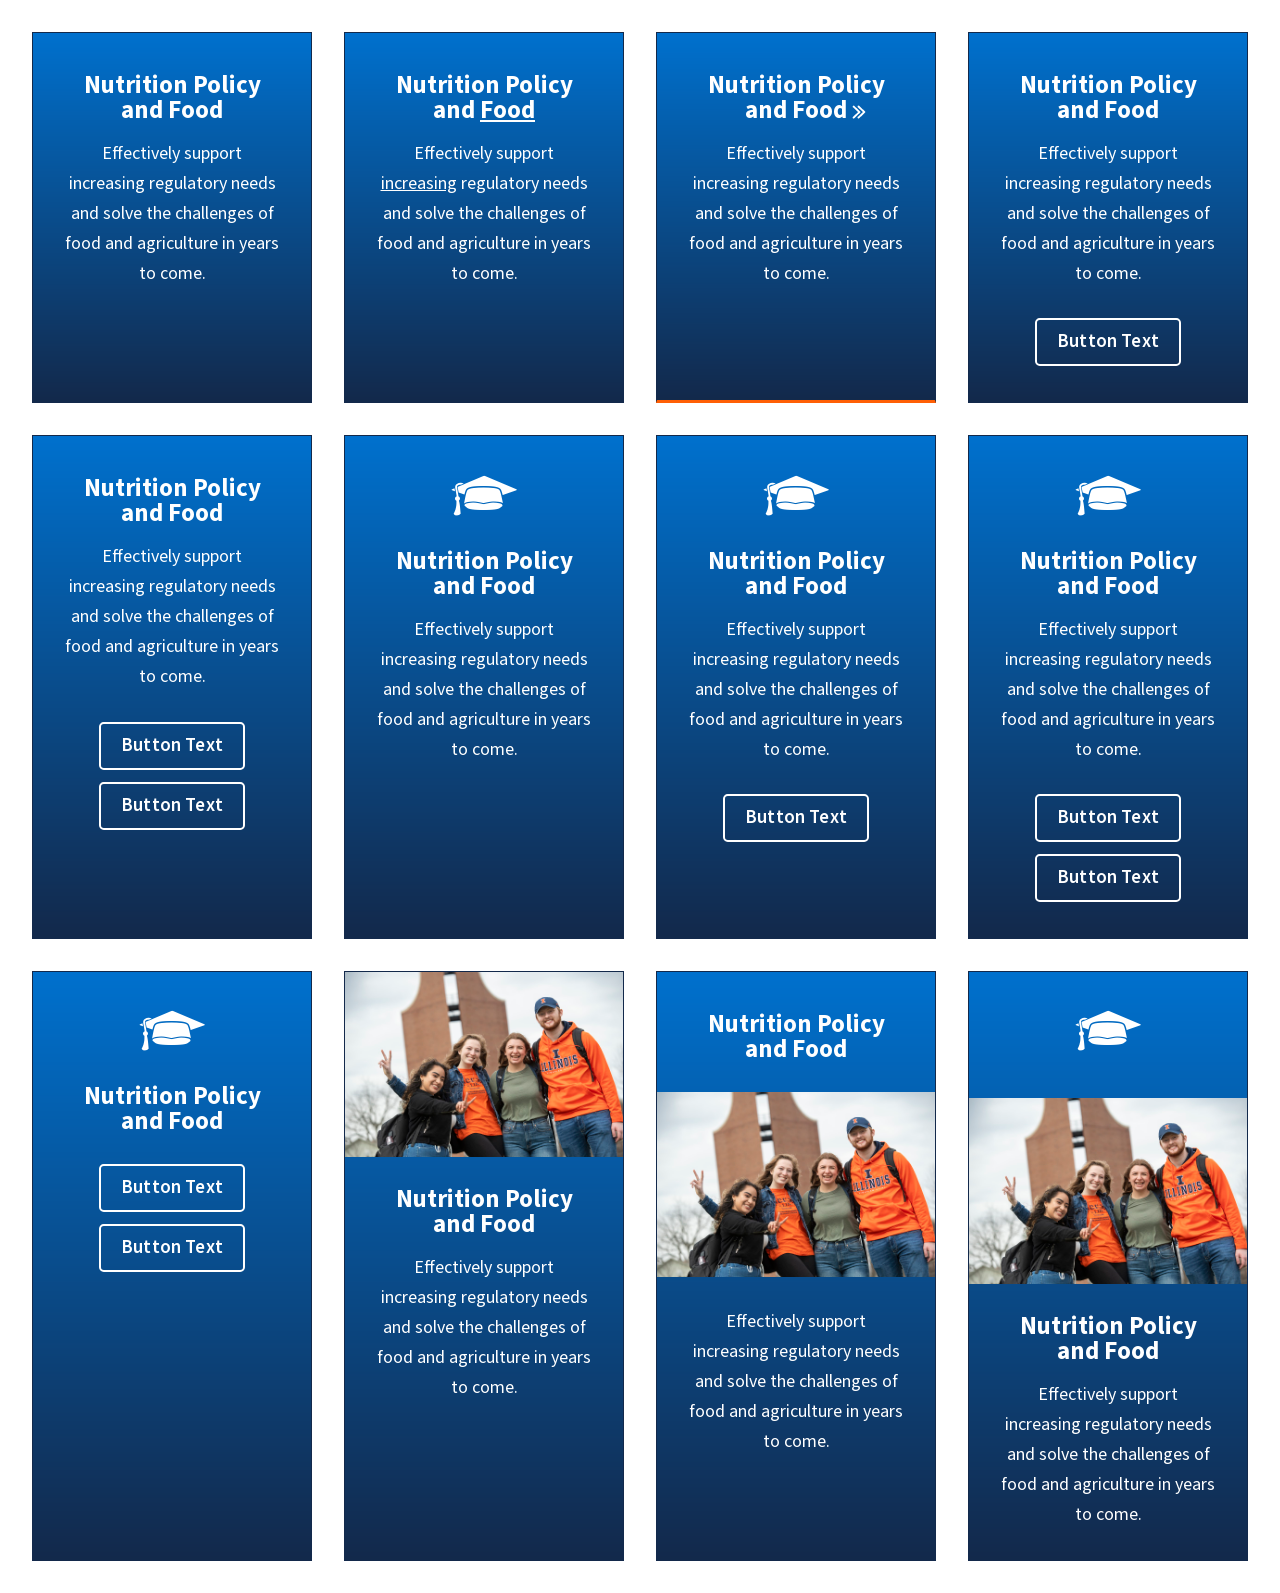 Nutrition Policy
and Food
Effectively support
increasing regulatory needs
and solve the challenges of
food and agriculture in years
to come.
Nutrition Policy
and Food
Effectively support
increasing regulatory needs
and solve the challenges of
food and agriculture in years
to come.
Nutrition Policy
and Food »
Effectively support
increasing regulatory needs
and solve the challenges of
food and agriculture in years
to come.
Nutrition Policy
and Food
Effectively support
increasing regulatory needs
and solve the challenges of
food and agriculture in years
to come.
Button Text
Nutrition Policy
and Food
Effectively support
increasing regulatory needs
and solve the challenges of
food and agriculture in years
to come.
Button Text
Button Text
Nutrition Policy
and Food
Effectively support
increasing regulatory needs
and solve the challenges of
food and agriculture in years
to come.
Nutrition Policy
and Food
Effectively support
increasing regulatory needs
and solve the challenges of
food and agriculture in years
to come.
Button Text
Nutrition Policy
and Food
Effectively support
increasing regulatory needs
and solve the challenges of
food and agriculture in years
to come.
Button Text
Button Text
Nutrition Policy
and Food
Button Text
Button Text
I
ILLINOIS
Nutrition Policy
and Food
Effectively support
increasing regulatory needs
and solve the challenges of
food and agriculture in years
to come.
Nutrition Policy
and Food
I
ILLINOIS
Effectively support
increasing regulatory needs
and solve the challenges of
food and agriculture in years
to come.
I
ILLINOIS
Nutrition Policy
and Food
Effectively support
increasing regulatory needs
and solve the challenges of
food and agriculture in years
to come.